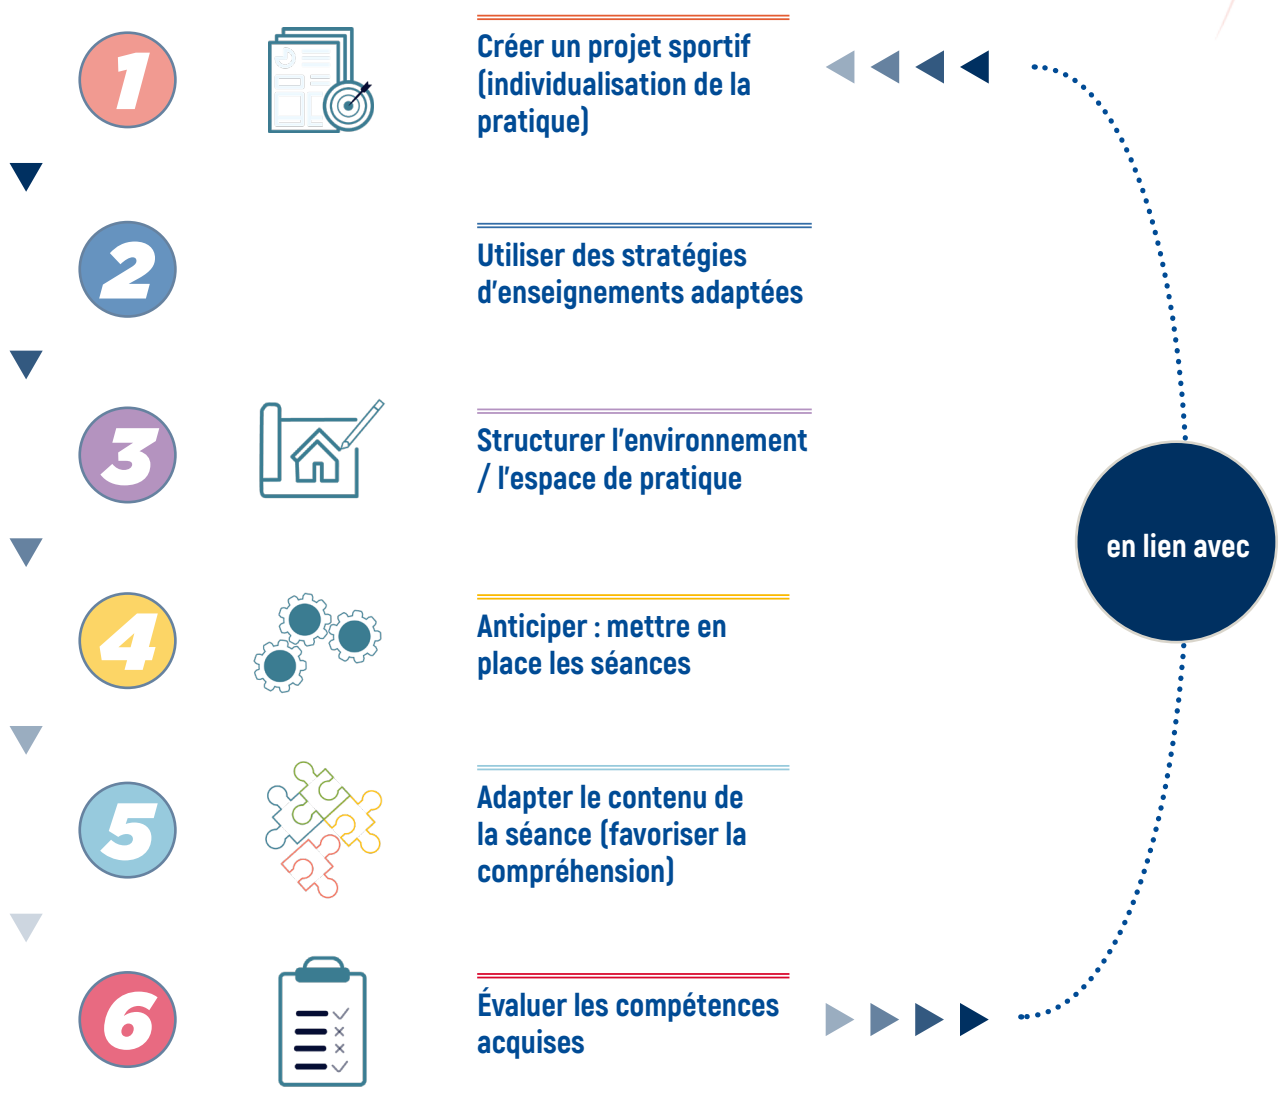 1
Créer un projet sportif
(individualisation de la
pratique)
2
Utiliser des stratégies
d'enseignements adaptées
3
Structurer l'environnement
/ l'espace de pratique
en lien avec
4
Anticiper : mettre en
place les séances
5
Adapter le contenu de
la séance (favoriser la
compréhension)
6
Évaluer les compétences
acquises